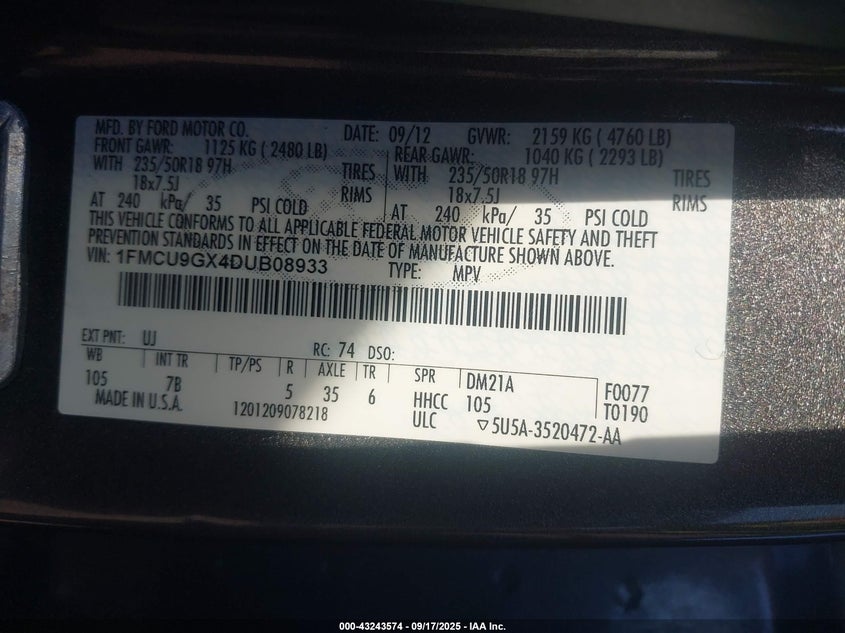 MFD. BY FORD MOTOR CO. DATE: 09/12 GVWR: 2159 KG ( 4760 LB)
FRONT GAWR: 1125 KG ( 2480 LB) REAR GAWR: 1040 KG ( 2293 LB)
WITH 235/50R18 97H TIRES WITH 235/50R18 97H TIRES
18x7.5J RIMS 18x7.5J RIMS
AT 240 kPa/ 35 PSI COLD AT 240 kPa/ 35 PSI COLD
THIS VEHICLE CONFORMS TO ALL APPLICABLE FEDERAL MOTOR VEHICLE SAFETY AND THEFT
PREVENTION STANDARDS IN EFFECT ON THE DATE OF MANUFACTURE SHOWN ABOVE.
VIN: 1FMCU9GX4DUB08933 TYPE: MPV
EXT PNT: UJ RC: 74 DSO:
WB INT TR TP/PS R AXLE TR SPR DM21A F0077
105 7B 5 35 6 HHCC 105 T0190
MADE IN U.S.A. 1201209078218 ULC ▽5U5A-3520472-AA
000-43243574 - 09/17/2025 - IAA Inc.